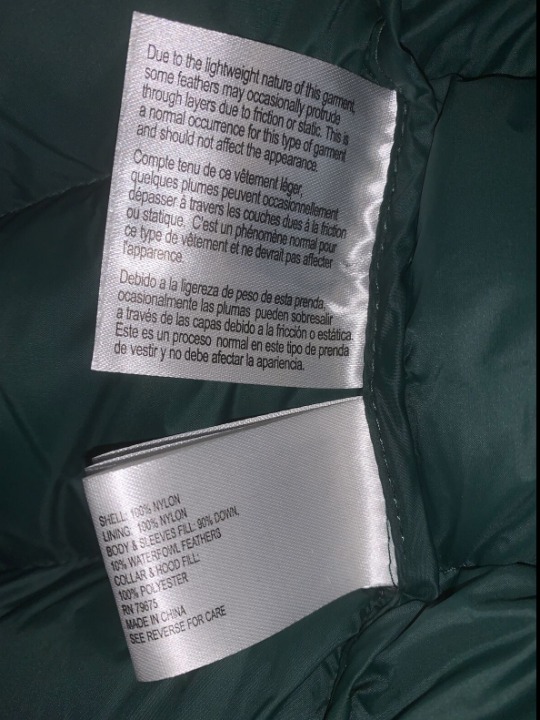 Due to the lightweight nature of this garment,
some feathers may occasionally protrude
through layers due to friction or static. This is
a normal occurrence for this type of garment
and should not affect the appearance.
Compte tenu de ce vêtement léger,
quelques plumes peuvent occasionnellement
dépasser à travers les couches dues à la friction
ou statique. C'est un phénomène normal pour
ce type de vêtement et ne devrait pas affecter
l'apparence.
Debido a la ligereza de peso de esta prenda,
ocasionalmente las plumas pueden sobresalir
a través de las capas debido a la fricción o estática.
Este es un proceso normal en este tipo de prenda
de vestir y no debe afectar la apariencia.
SHELL: 100% NYLON
LINING: 100% NYLON
BODY & SLEEVES FILL: 90% DOWN,
10% WATERFOWL FEATHERS
COLLAR & HOOD FILL:
100% POLYESTER
RN 79675
MADE IN CHINA
SEE REVERSE FOR CARE